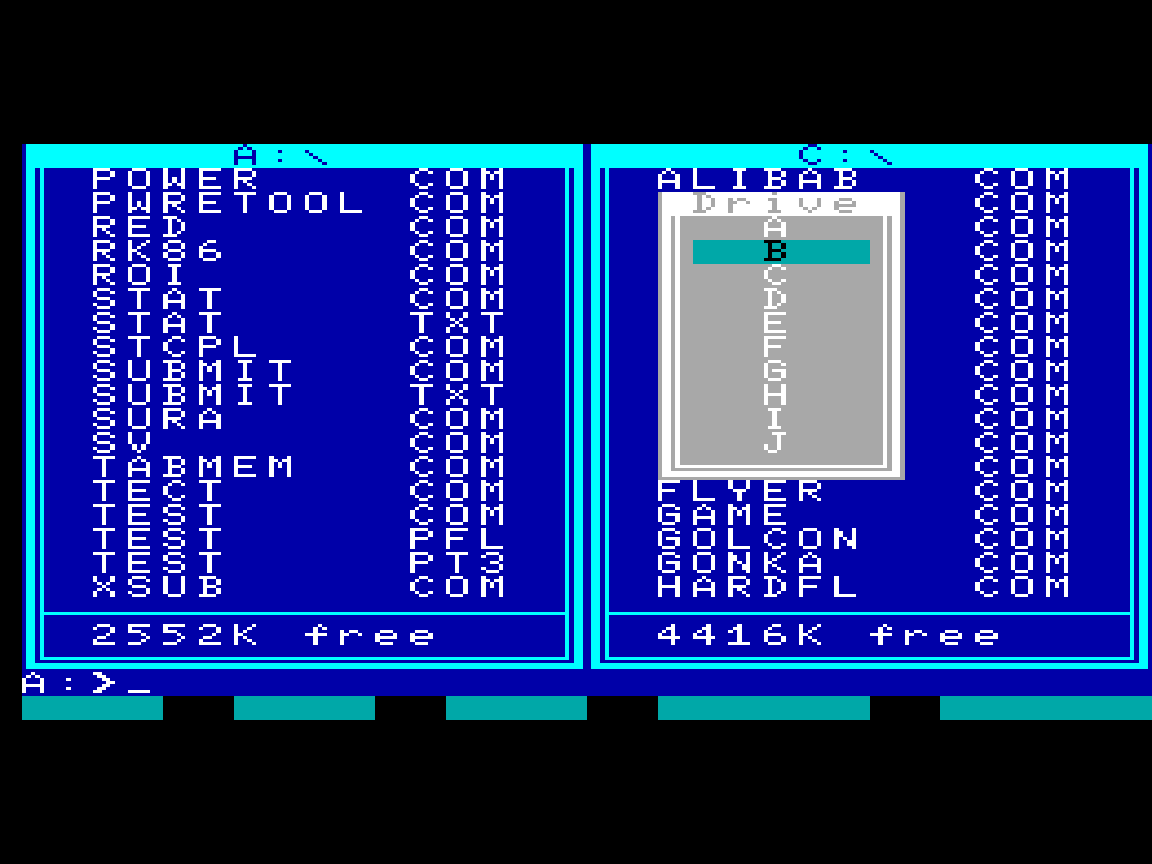 A:\
POWER COM
PWRETOOL COM
RED COM
RK86 COM
ROI COM
STAT COM
STAT TXT
STCPL COM
SUBMIT COM
SUBMIT TXT
SURA COM
SV COM
TABMEM COM
TECT COM
TEST COM
TEST PFL
TEST PT3
XSUB COM
2552K free
C:\
ALIBAB COM
COM
COM
COM
COM
COM
COM
COM
COM
COM
COM
COM
COM
FLYER COM
GAME COM
GOLCON COM
GONKA COM
HARDFL COM
4416K free
Drive
A
B
C
D
E
F
G
H
I
J
A:>_